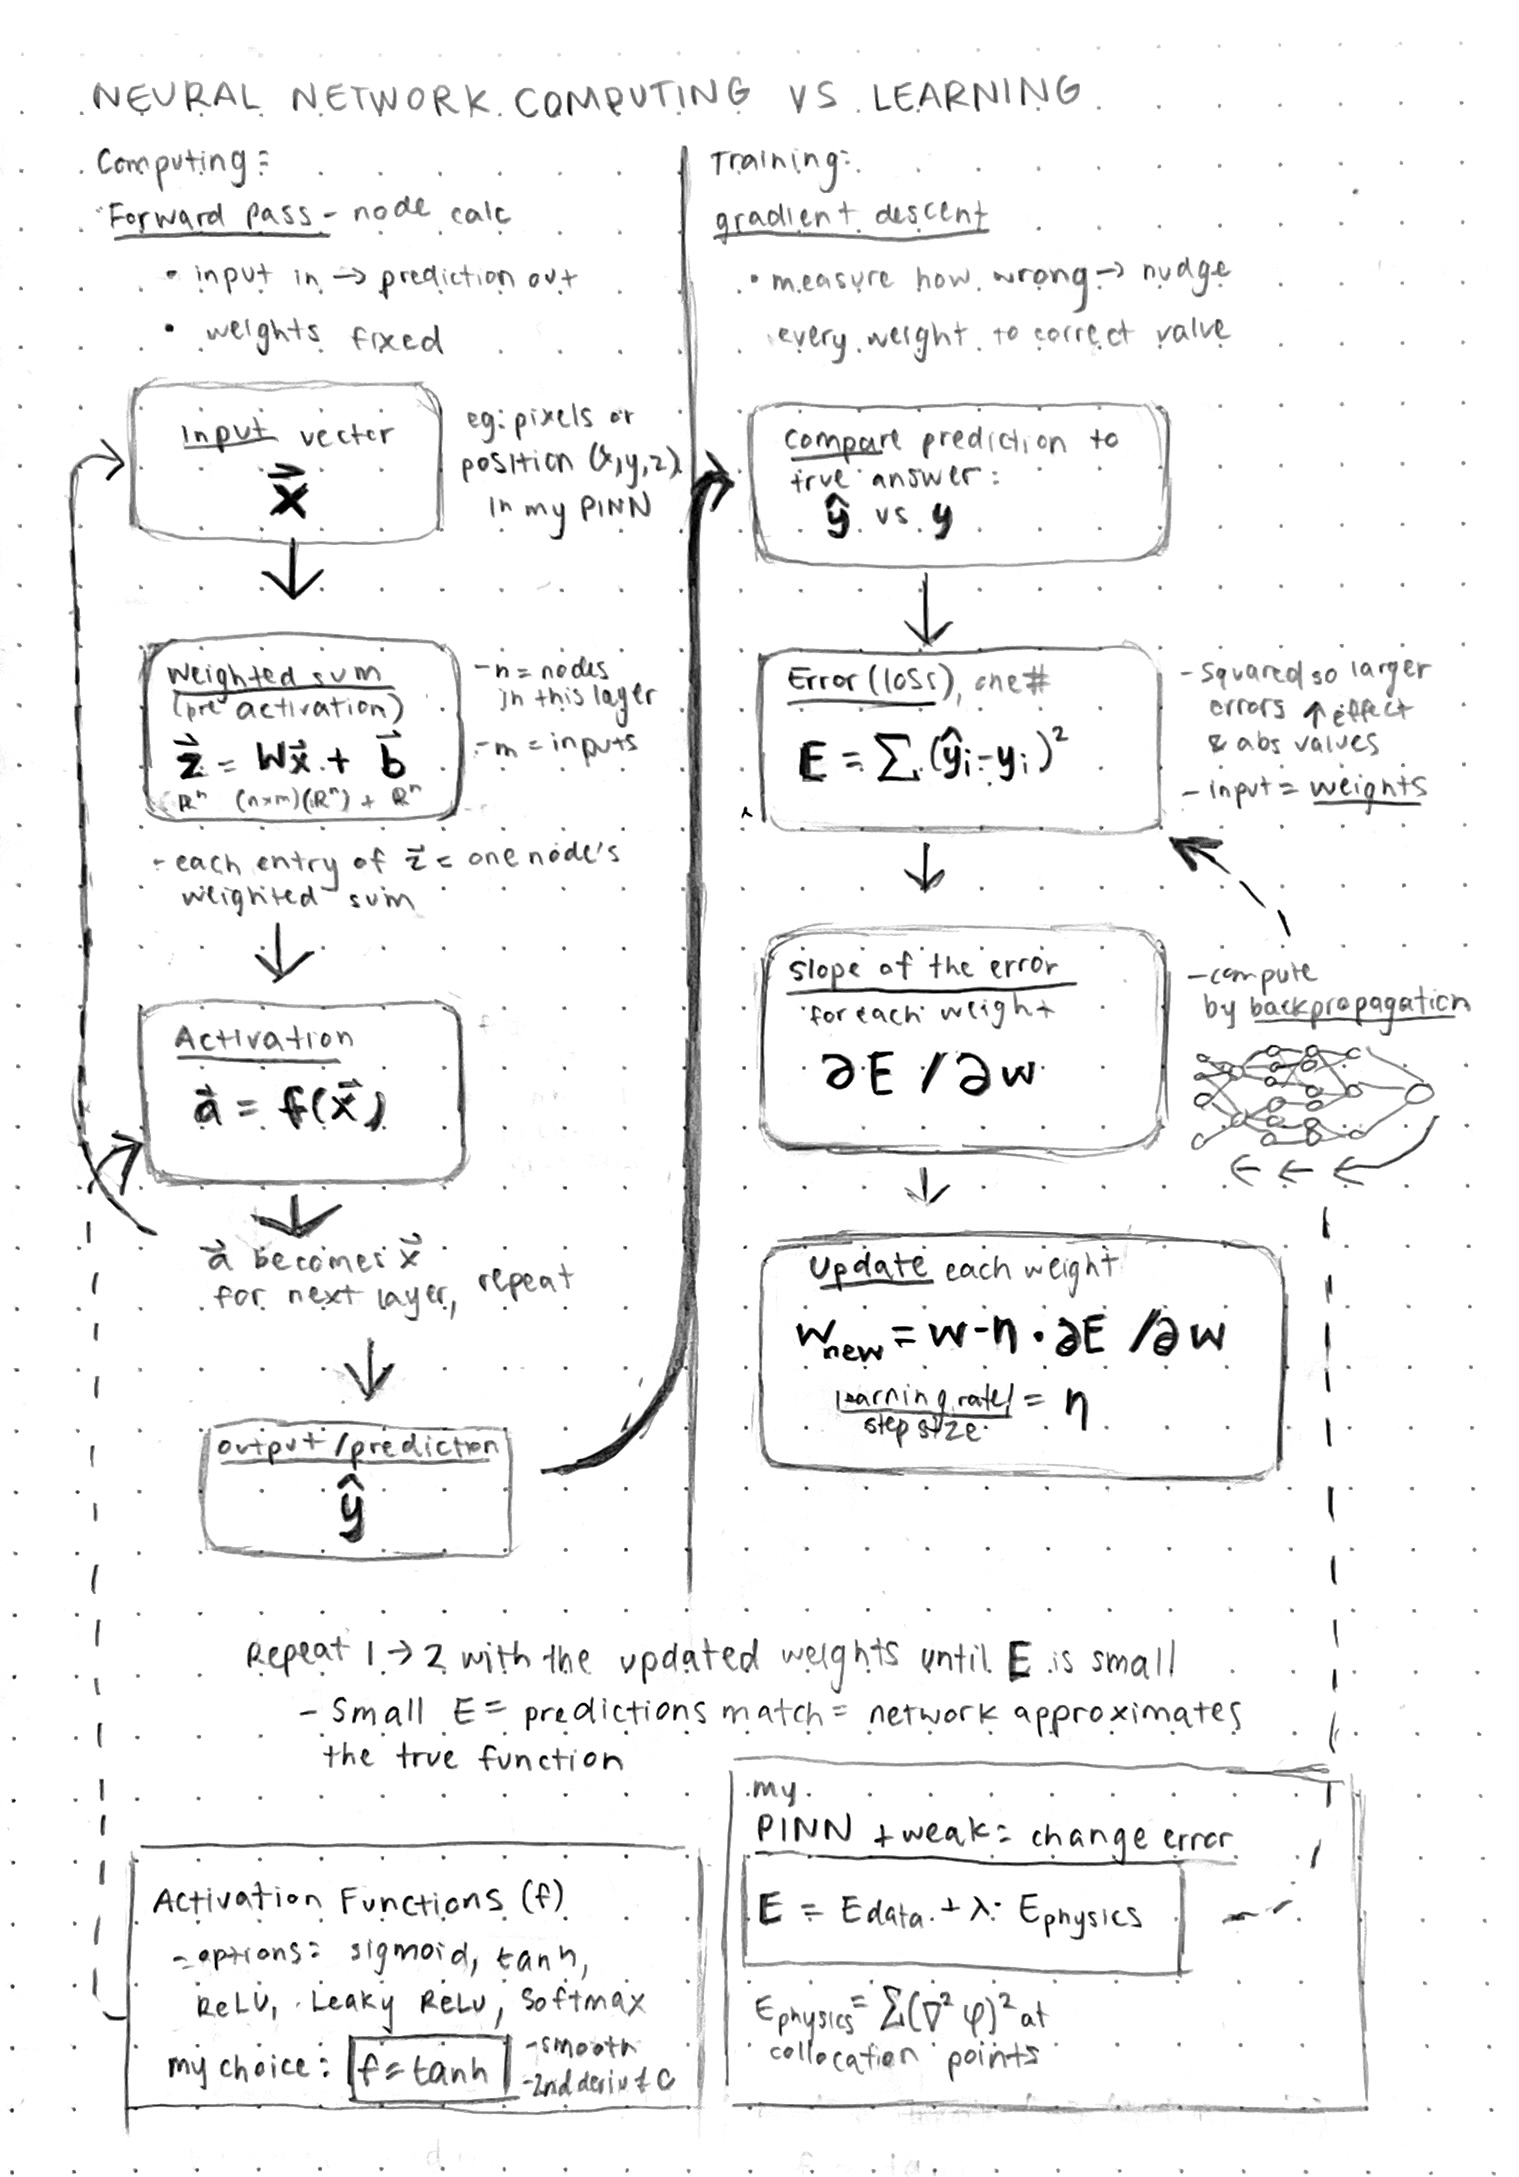 NEURAL NETWORK COMPUTING VS LEARNING
Computing:
Forward pass - node calc
• input in → prediction out
• weights fixed
Input vector
x⃗
eg: pixels or
position (x,y,z)
in my PINN
Weighted sum
(pre activation)
z⃗ = Wx⃗ + b⃗
ℝⁿ (n×m)(ℝⁿ) + ℝⁿ
- n = nodes
in this layer
- m = inputs
- each entry of z⃗ = one node's
weighted sum
Activation
a⃗ = f(x⃗)
a⃗ becomes x⃗
for next layer, repeat
output/prediction
ŷ
Training:
gradient descent
• measure how wrong → nudge
every weight to correct value
Compare prediction to
true answer:
ŷ vs y
Error (loss), one #
E = ∑ (ŷᵢ - yᵢ)²
- squared so larger
errors ↑ effect
& abs values
- input = weights
slope of the error
for each weight
∂E / ∂w
- compute
by backpropagation
← ← ←
Update each weight
w_new = w - η · ∂E / ∂w
learning rate/ = η
step size
Repeat 1 → 2 with the updated weights until E is small
- Small E = predictions match = network approximates
the true function
Activation Functions (f)
- options: sigmoid, tanh,
ReLU, Leaky ReLU, Softmax
my choice: f = tanh
- smooth
- 2nd deriv ≠ 0
my
PINN + weak: change error
E = Edata + λ · Ephysics
Ephysics = ∑(∇² φ)² at
collocation points